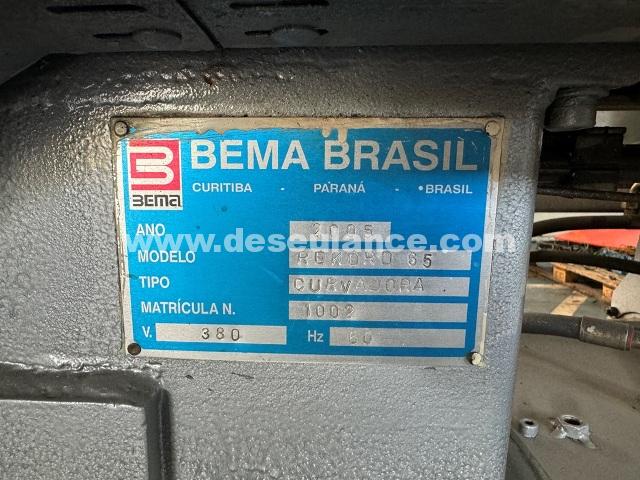 BEMA
BEMA BRASIL
CURITIBA - PARANÁ - BRASIL
ANO 2005
www.desculance.com
MODELO REKORD 65
TIPO CURVADORA
MATRÍCULA N. 1002
V. 380 Hz 60